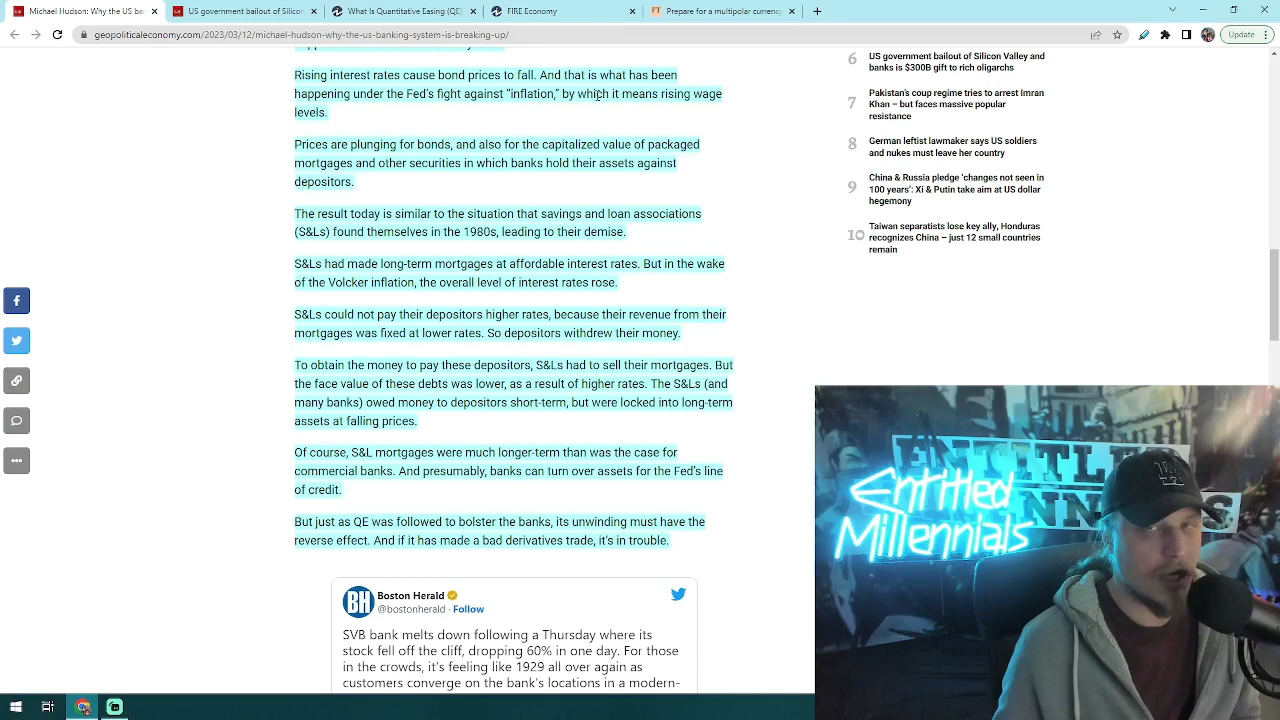 Michael Hudson: Why the US ba
US government bailout of Silicon
What Is Quantitative Easing (QE)
FIRE Economy
Prepare for a multipolar currency
geopoliticaleconomy.com/2023/03/12/michael-hudson-why-the-us-banking-system-is-breaking-up/
Update
Rising interest rates cause bond prices to fall. And that is what has been
happening under the Fed's fight against “inflation,” by which it means rising wage
levels.
Prices are plunging for bonds, and also for the capitalized value of packaged
mortgages and other securities in which banks hold their assets against
depositors.
The result today is similar to the situation that savings and loan associations
(S&Ls) found themselves in the 1980s, leading to their demise.
S&Ls had made long-term mortgages at affordable interest rates. But in the wake
of the Volcker inflation, the overall level of interest rates rose.
S&Ls could not pay their depositors higher rates, because their revenue from their
mortgages was fixed at lower rates. So depositors withdrew their money.
To obtain the money to pay these depositors, S&Ls had to sell their mortgages. But
the face value of these debts was lower, as a result of higher rates. The S&Ls (and
many banks) owed money to depositors short-term, but were locked into long-term
assets at falling prices.
Of course, S&L mortgages were much longer-term than was the case for
commercial banks. And presumably, banks can turn over assets for the Fed's line
of credit.
But just as QE was followed to bolster the banks, its unwinding must have the
reverse effect. And if it has made a bad derivatives trade, it's in trouble.
BH
Boston Herald
@bostonherald · Follow
SVB bank melts down following a Thursday where its
stock fell off the cliff, dropping 60% in one day. For those
in the crowds, it's feeling like 1929 all over again as
customers converge on the bank's locations in a modern-
6
US government bailout of Silicon Valley and
banks is $300B gift to rich oligarchs
7
Pakistan's coup regime tries to arrest Imran
Khan – but faces massive popular
resistance
8
German leftist lawmaker says US soldiers
and nukes must leave her country
9
China & Russia pledge ‘changes not seen in
100 years’: Xi & Putin take aim at US dollar
hegemony
10
Taiwan separatists lose key ally, Honduras
recognizes China – just 12 small countries
remain
Entitled
Millennials